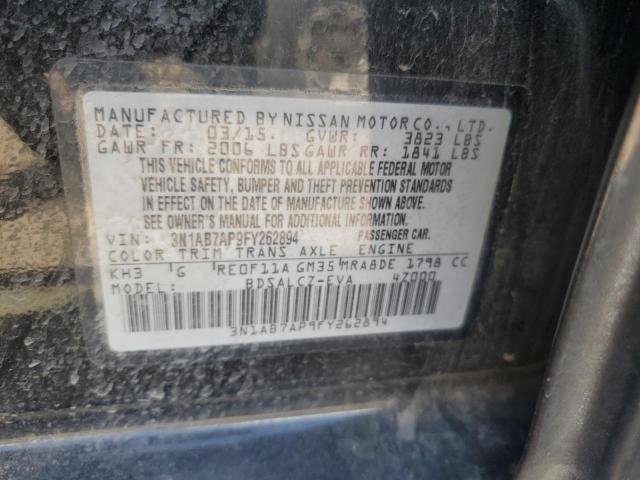 MANUFACTURED BY NISSAN MOTOR CO., LTD.
DATE: 03/15 GVWR: 3823 LBS
GAWR FR: 2006 LBS GAWR RR: 1841 LBS
THIS VEHICLE CONFORMS TO ALL APPLICABLE FEDERAL MOTOR
VEHICLE SAFETY, BUMPER AND THEFT PREVENTION STANDARDS
IN EFFECT ON THE DATE OF MANUFACTURE SHOWN ABOVE.
SEE OWNER'S MANUAL FOR ADDITIONAL INFORMATION.
VIN: 3N1AB7AP9FY262894 PASSENGER CAR.
COLOR TRIM TRANS AXLE ENGINE
KH3 G RE0F11A GM35 MRA8DE 1798 CC
MODEL: BDSALCZ-EVA 4Z000
3N1AB7AP9FY262894